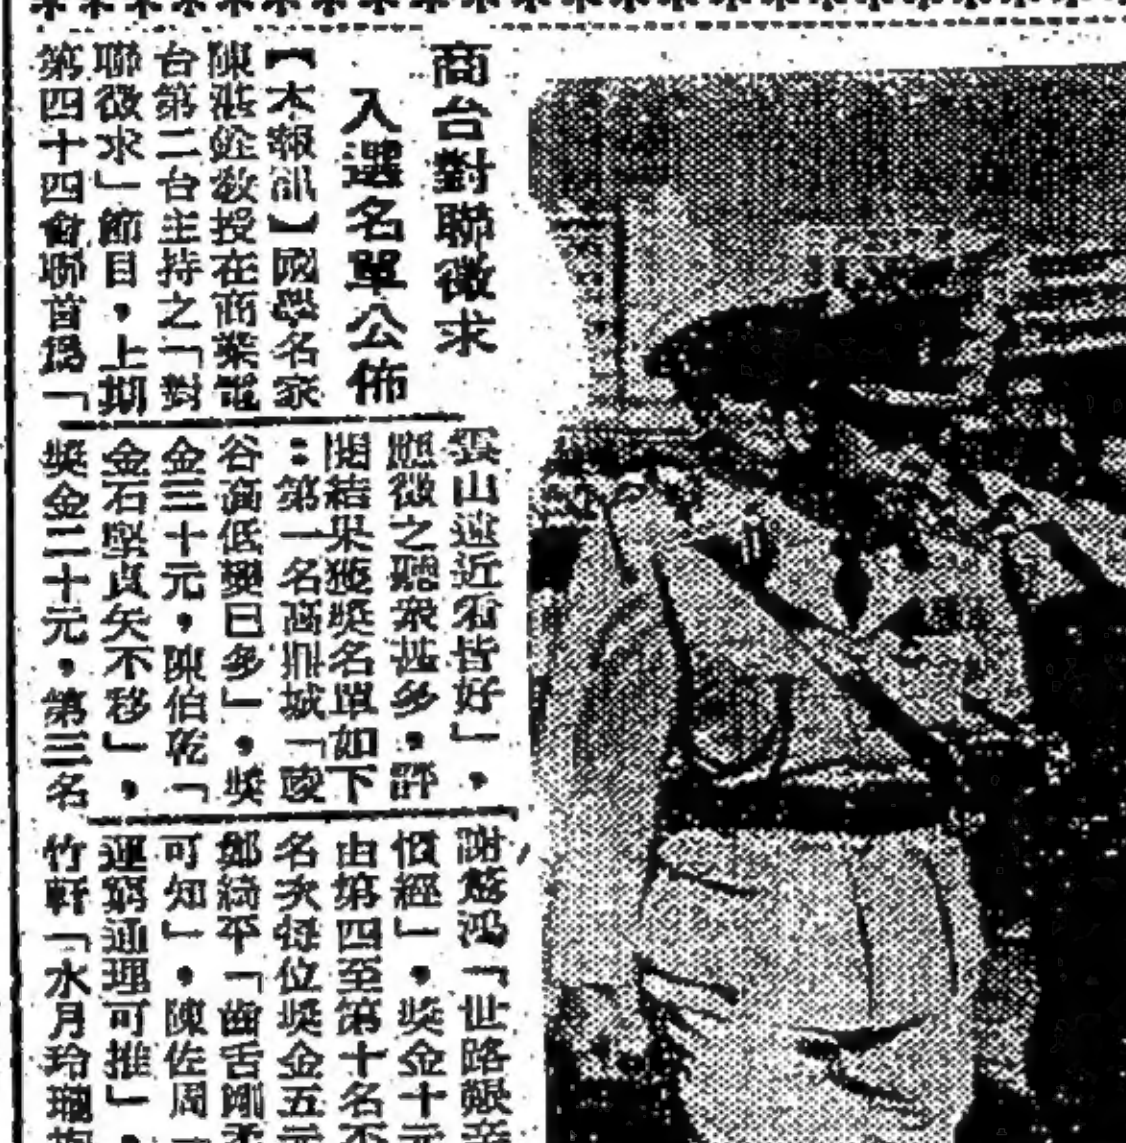 商台對聯徵求
入選名單公佈
【本報訊】國學名家
陳湛銓教授在商業電
台第二台主持之「對
聯徵求」節目，上期
第四十四會聯首為「
雲山遠近看皆好」，
應徵之聽衆甚多，評
閱結果獲獎名單如下
：第一名高鼎城「陵
谷高低變已多」，獎
金三十元，陳伯乾「
金石堅貞矢不移」，
獎金二十元，第三名
謝 鴻「世路艱辛
慣經」，獎金十元
由第四至第十名不
名次每位獎金五元
鄭綺平「齒舌剛柔
可知」，陳佐周「
運窮通理可推」，
竹軒「水月玲瓏